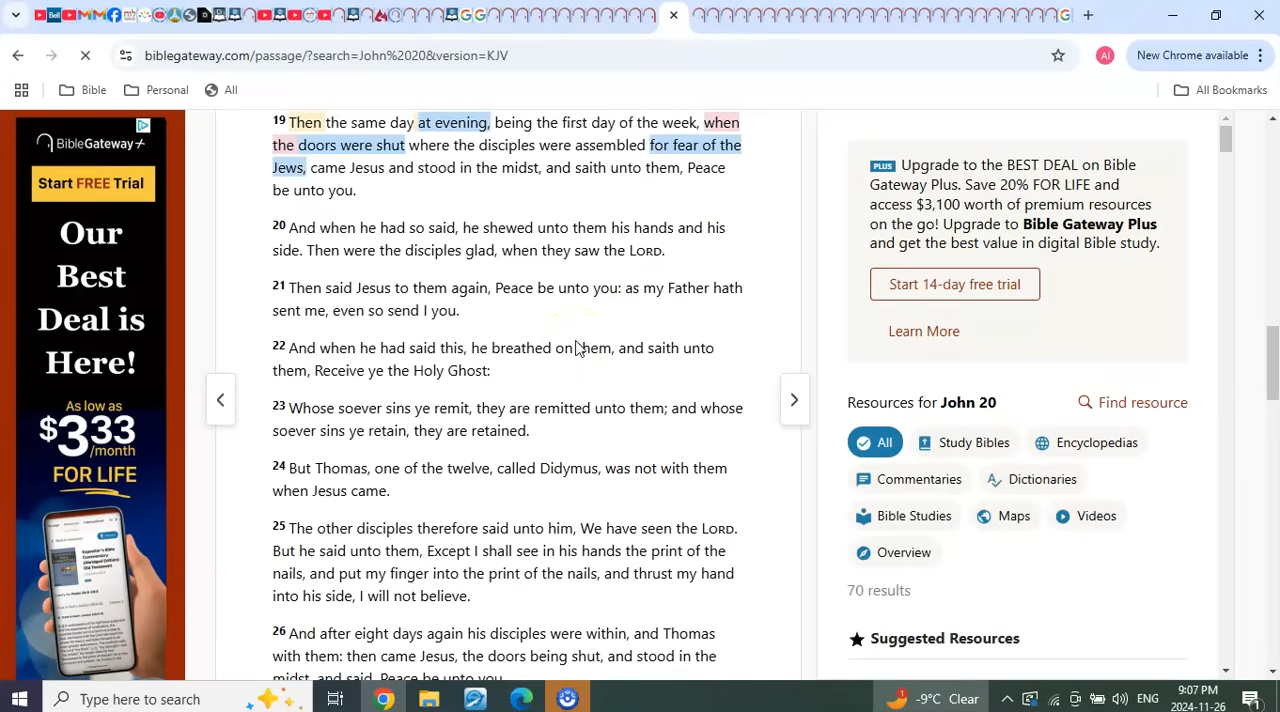 biblegateway.com/passage/?search=John%2020&version=KJV
AI
New Chrome available
Bible
Personal
All
All Bookmarks
BibleGateway+
Start FREE Trial
Our
Best
Deal is
Here!
As low as
$3.33
/month
FOR LIFE
19 Then the same day at evening, being the first day of the week, when
the doors were shut where the disciples were assembled for fear of the
Jews, came Jesus and stood in the midst, and saith unto them, Peace
be unto you.
20 And when he had so said, he shewed unto them his hands and his
side. Then were the disciples glad, when they saw the LORD.
21 Then said Jesus to them again, Peace be unto you: as my Father hath
sent me, even so send I you.
22 And when he had said this, he breathed on them, and saith unto
them, Receive ye the Holy Ghost:
23 Whose soever sins ye remit, they are remitted unto them; and whose
soever sins ye retain, they are retained.
24 But Thomas, one of the twelve, called Didymus, was not with them
when Jesus came.
25 The other disciples therefore said unto him, We have seen the LORD.
But he said unto them, Except I shall see in his hands the print of the
nails, and put my finger into the print of the nails, and thrust my hand
into his side, I will not believe.
26 And after eight days again his disciples were within, and Thomas
with them: then came Jesus, the doors being shut, and stood in the
midst, and said, Peace be unto you.
PLUS Upgrade to the BEST DEAL on Bible
Gateway Plus. Save 20% FOR LIFE and
access $3,100 worth of premium resources
on the go! Upgrade to Bible Gateway Plus
and get the best value in digital Bible study.
Start 14-day free trial
Learn More
Resources for John 20
Find resource
All
Study Bibles
Encyclopedias
Commentaries
Dictionaries
Bible Studies
Maps
Videos
Overview
70 results
Suggested Resources
Type here to search
-9°C Clear
ENG
9:07 PM
2024-11-26
1